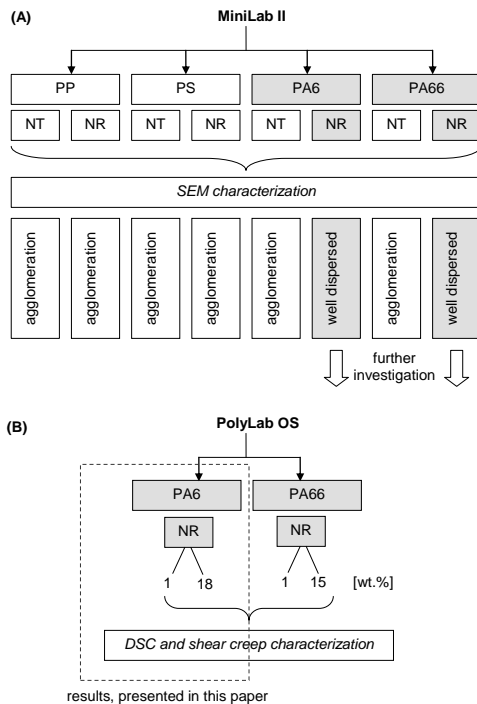 (A)
MiniLab II
PP PS PA6 PA66
NT NR NT NR NT NR NT NR
SEM characterization
agglomeration
agglomeration
agglomeration
agglomeration
agglomeration
well dispersed
agglomeration
well dispersed
further
investigation
(B)
PolyLab OS
PA6 PA66
NR NR
1 18 1 15 [wt.%]
DSC and shear creep characterization
results, presented in this paper